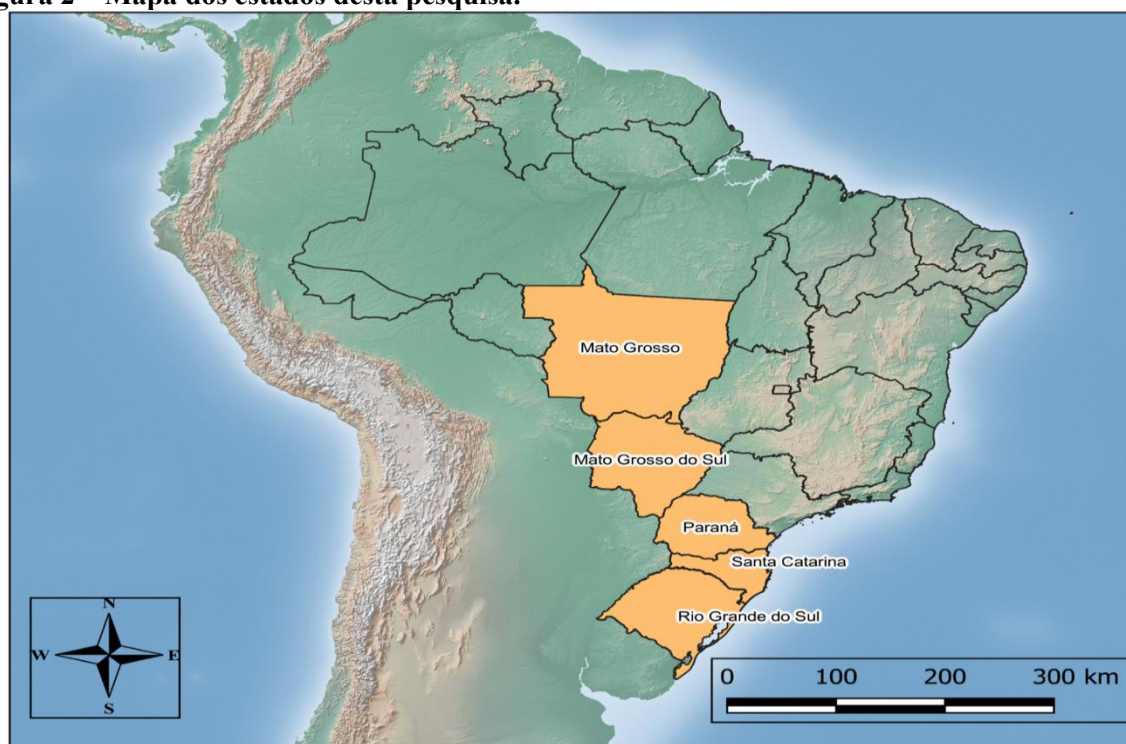 gura 2 – Mapa dos estados desta pesquisa.
Mato Grosso
Mato Grosso do Sul
Paraná
Santa Catarina
Rio Grande do Sul
N
W E
S
0 100 200 300 km